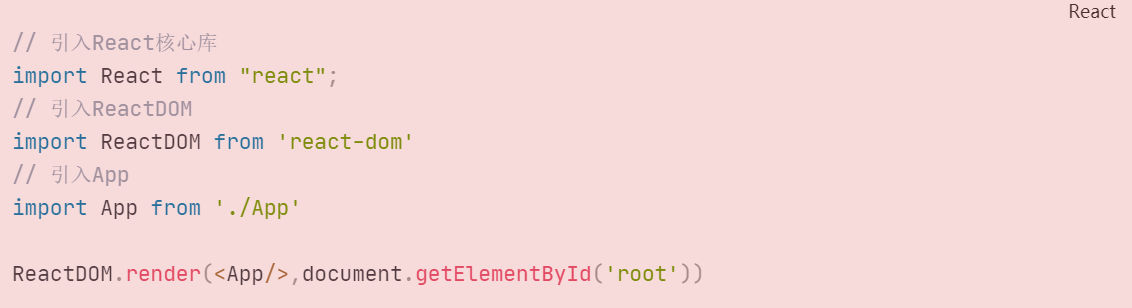 React
// 引入React核心库
import React from "react";
// 引入ReactDOM
import ReactDOM from 'react-dom'
// 引入App
import App from './App'
ReactDOM.render(<App/>,document.getElementById('root'))